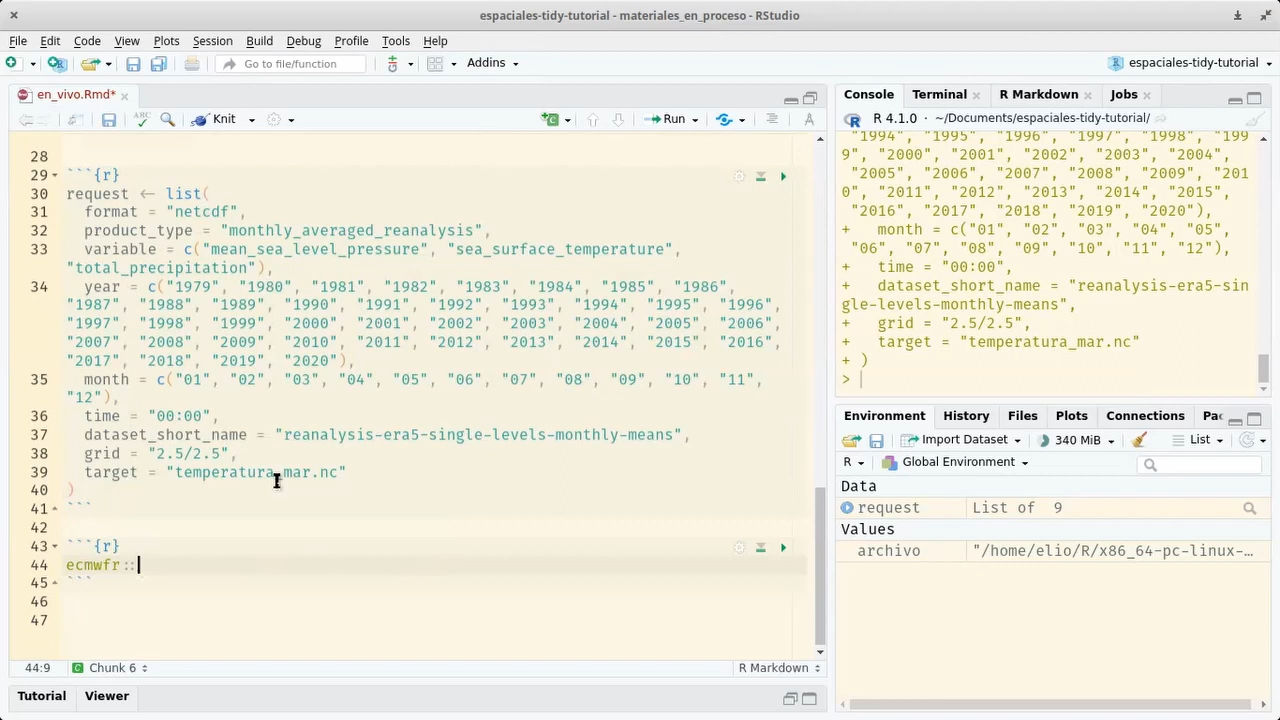 espaciales-tidy-tutorial - materiales_en_proceso - RStudio
File Edit Code View Plots Session Build Debug Profile Tools Help
Go to file/function
Addins
espaciales-tidy-tutorial
en_vivo.Rmd*
Knit
Run
28
29 ```{r}
30 request <- list(
31 format = "netcdf",
32 product_type = "monthly_averaged_reanalysis",
33 variable = c("mean_sea_level_pressure", "sea_surface_temperature",
"total_precipitation"),
34 year = c("1979", "1980", "1981", "1982", "1983", "1984", "1985", "1986",
"1987", "1988", "1989", "1990", "1991", "1992", "1993", "1994", "1995", "1996",
"1997", "1998", "1999", "2000", "2001", "2002", "2003", "2004", "2005", "2006",
"2007", "2008", "2009", "2010", "2011", "2012", "2013", "2014", "2015", "2016",
"2017", "2018", "2019", "2020"),
35 month = c("01", "02", "03", "04", "05", "06", "07", "08", "09", "10", "11",
"12"),
36 time = "00:00",
37 dataset_short_name = "reanalysis-era5-single-levels-monthly-means",
38 grid = "2.5/2.5",
39 target = "temperatura_mar.nc"
40 )
41 ```
42
43 ```{r}
44 ecmwfr::
45 ```
46
47
44:9 Chunk 6 R Markdown
Tutorial Viewer
Console Terminal R Markdown Jobs
R 4.1.0 · ~/Documents/espaciales-tidy-tutorial/
"1994", "1995", "1996", "1997", "1998", "199
9", "2000", "2001", "2002", "2003", "2004",
"2005", "2006", "2007", "2008", "2009", "201
0", "2011", "2012", "2013", "2014", "2015",
"2016", "2017", "2018", "2019", "2020"),
+ month = c("01", "02", "03", "04", "05",
"06", "07", "08", "09", "10", "11", "12"),
+ time = "00:00",
+ dataset_short_name = "reanalysis-era5-sin
gle-levels-monthly-means",
+ grid = "2.5/2.5",
+ target = "temperatura_mar.nc"
+ )
>
Environment History Files Plots Connections Pac
Import Dataset 340 MiB List
R Global Environment
Data
request List of 9
Values
archivo "/home/elio/R/x86_64-pc-linux-…